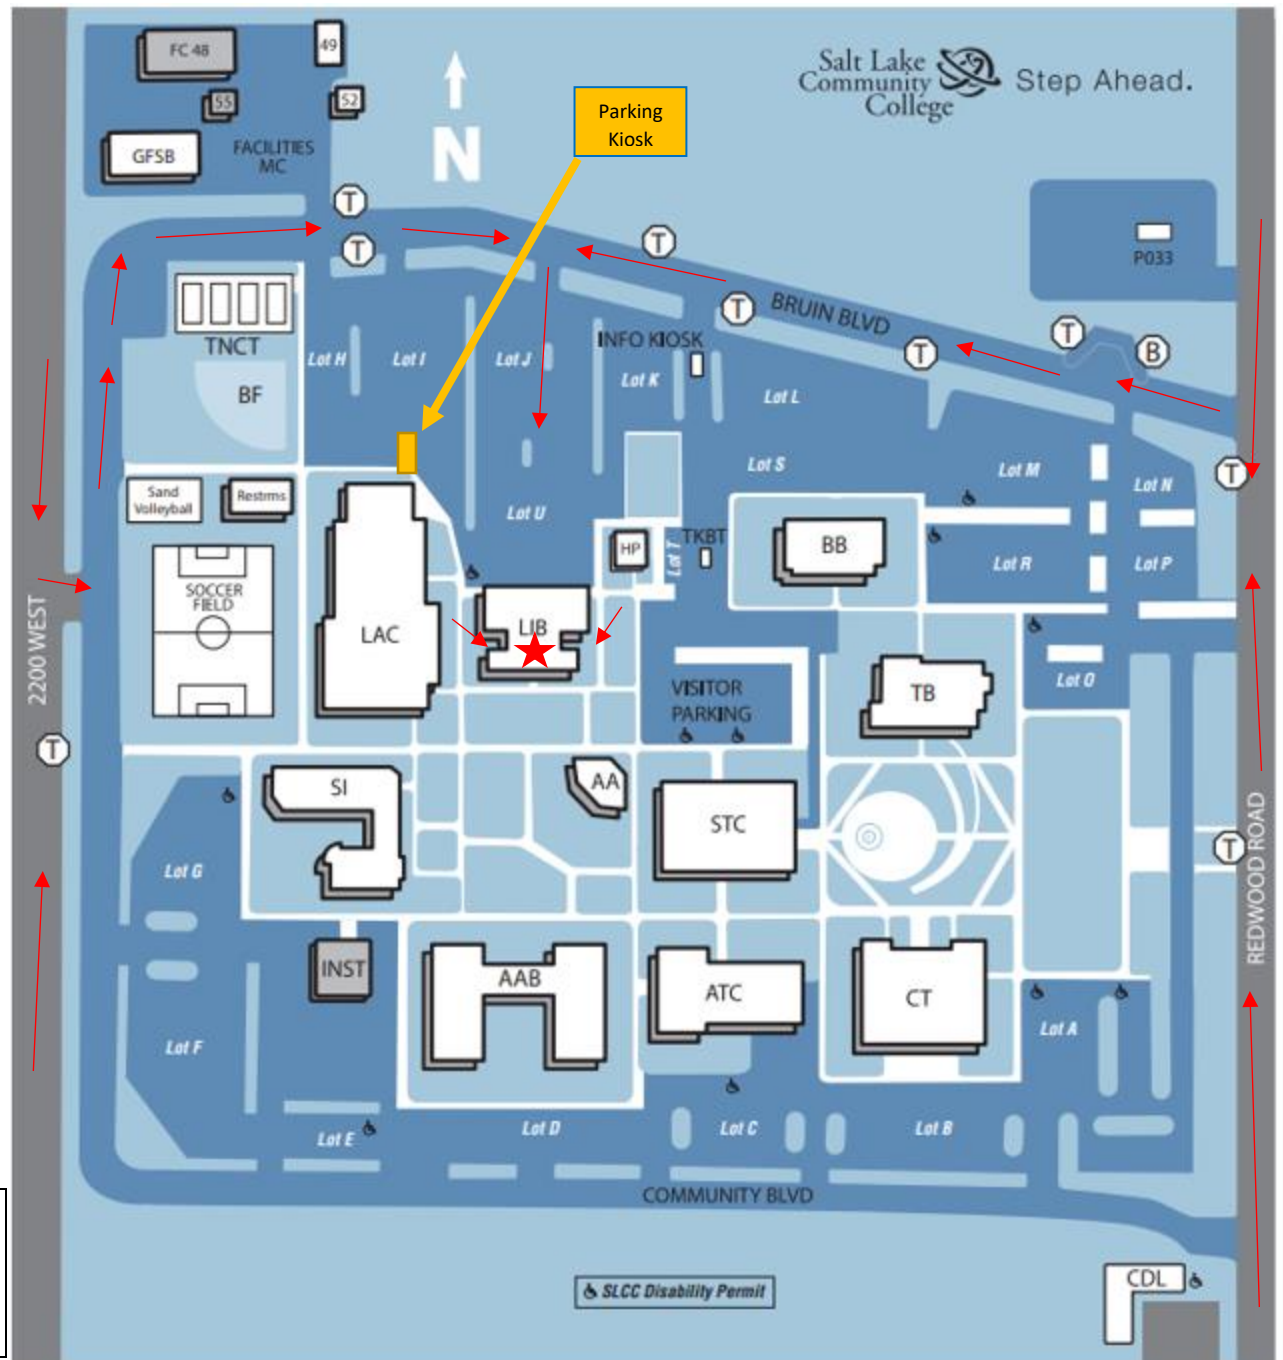 FC 48
49
55
52
GFSB
FACILITIES
MC
N
Parking
Kiosk
Salt Lake
Community
College
Step Ahead.
T
T
T
P033
T
BRUIN BLVD
T
T
B
TNCT
Lot H
Lot I
Lot J
INFO KIOSK
Lot K
Lot L
BF
Lot S
Lot M
T
Lot N
Sand
Volleyball
Restrms
Lot U
TKBT
HP
Lot T
BB
Lot R
Lot P
SOCCER
FIELD
2200 WEST
LAC
LIB
VISITOR
PARKING
TB
Lot O
T
SI
AA
STC
T
REDWOOD ROAD
Lot G
INST
AAB
ATC
CT
Lot F
Lot A
Lot E
Lot D
Lot C
Lot B
COMMUNITY BLVD
SLCC Disability Permit
CDL